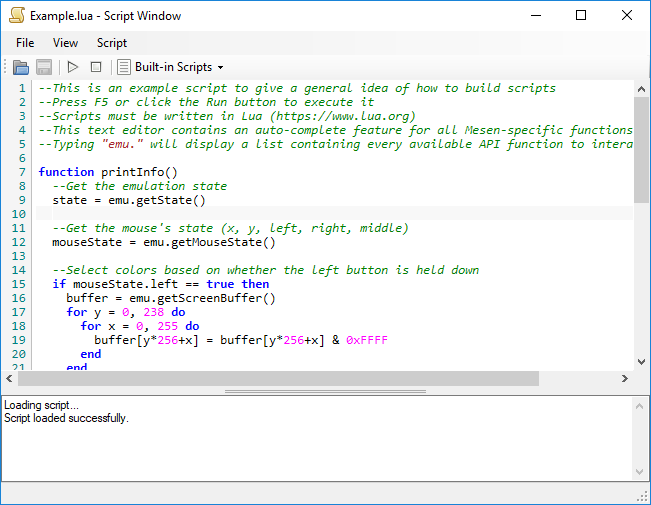 Example.lua - Script Window
File View Script
Built-in Scripts
1 --This is an example script to give a general idea of how to build scripts
2 --Press F5 or click the Run button to execute it
3 --Scripts must be written in Lua (https://www.lua.org)
4 --This text editor contains an auto-complete feature for all Mesen-specific functions
5 --Typing "emu." will display a list containing every available API function to intera
6
7 function printInfo()
8   --Get the emulation state
9   state = emu.getState()
10
11   --Get the mouse's state (x, y, left, right, middle)
12   mouseState = emu.getMouseState()
13
14   --Select colors based on whether the left button is held down
15   if mouseState.left == true then
16     buffer = emu.getScreenBuffer()
17     for y = 0, 238 do
18       for x = 0, 255 do
19         buffer[y*256+x] = buffer[y*256+x] & 0xFFFF
20       end
21     end
Loading script...
Script loaded successfully.